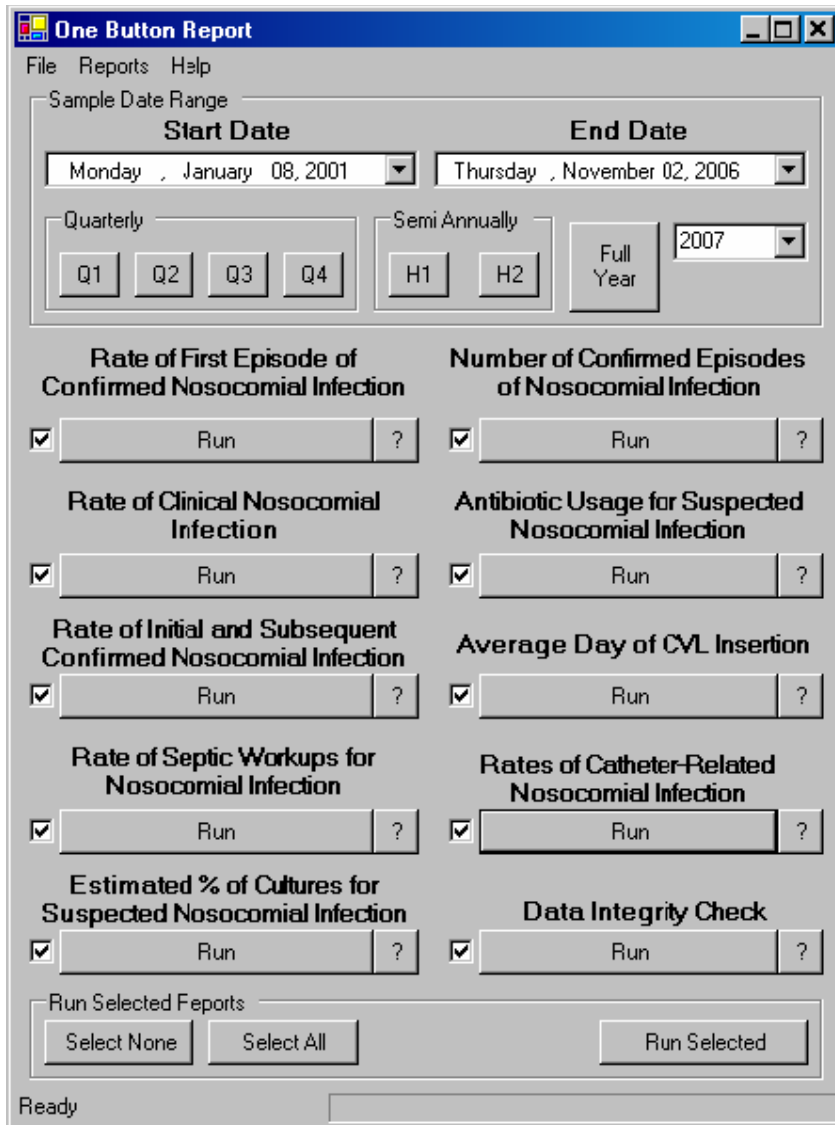 One Button Report
File Reports Help
Sample Date Range
Start Date End Date
Monday , January 08, 2001 Thursday , November 02, 2006
Quarterly Semi Annually
Q1 Q2 Q3 Q4 H1 H2 Full Year 2007
Rate of First Episode of Confirmed Nosocomial Infection
Number of Confirmed Episodes of Nosocomial Infection
Run ? Run ?
Rate of Clinical Nosocomial Infection
Antibiotic Usage for Suspected Nosocomial Infection
Run ? Run ?
Rate of Initial and Subsequent Confirmed Nosocomial Infection
Average Day of CVL Insertion
Run ? Run ?
Rate of Septic Workups for Nosocomial Infection
Rates of Catheter-Related Nosocomial Infection
Run ? Run ?
Estimated % of Cultures for Suspected Nosocomial Infection
Data Integrity Check
Run ? Run ?
Run Selected Feports
Select None Select All Run Selected
Ready